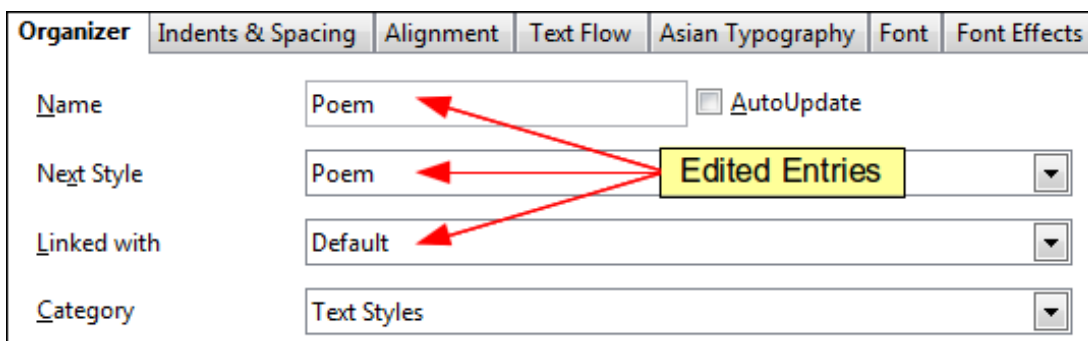 Organizer Indents & Spacing Alignment Text Flow Asian Typography Font Font Effects
Name Poem AutoUpdate
Next Style Poem Edited Entries
Linked with Default
Category Text Styles